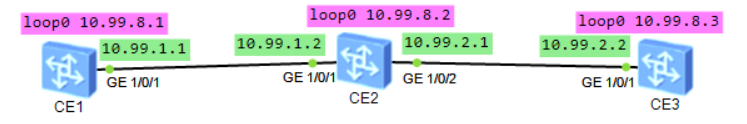 loop0 10.99.8.1
loop0 10.99.8.2
loop0 10.99.8.3
10.99.1.1
10.99.1.2
10.99.2.1
10.99.2.2
GE 1/0/1
GE 1/0/1
GE 1/0/2
GE 1/0/1
CE1
CE2
CE3